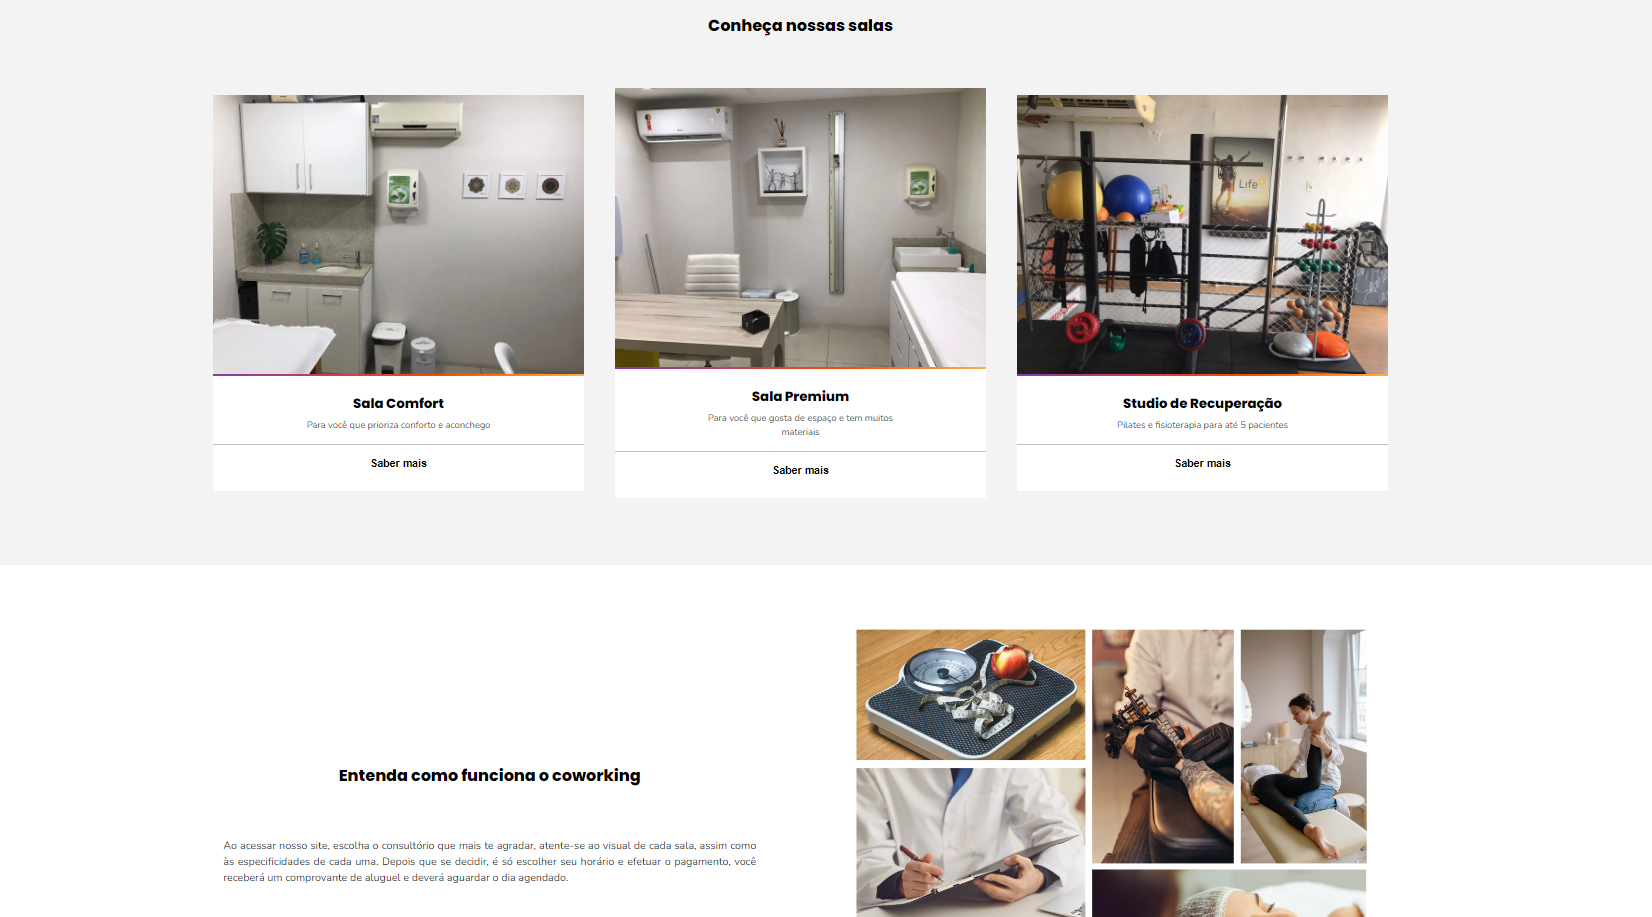 Conheça nossas salas
Life
Sala Comfort
Para você que prioriza conforto e aconchego
Saber mais
Sala Premium
Para você que gosta de espaço e tem muitos
materiais
Saber mais
Studio de Recuperação
Pilates e fisioterapia para até 5 pacientes
Saber mais
Entenda como funciona o coworking
Ao acessar nosso site, escolha o consultório que mais te agradar, atente-se ao visual de cada sala, assim como
às especificidades de cada uma. Depois que se decidir, é só escolher seu horário e efetuar o pagamento, você
receberá um comprovante de aluguel e deverá aguardar o dia agendado.